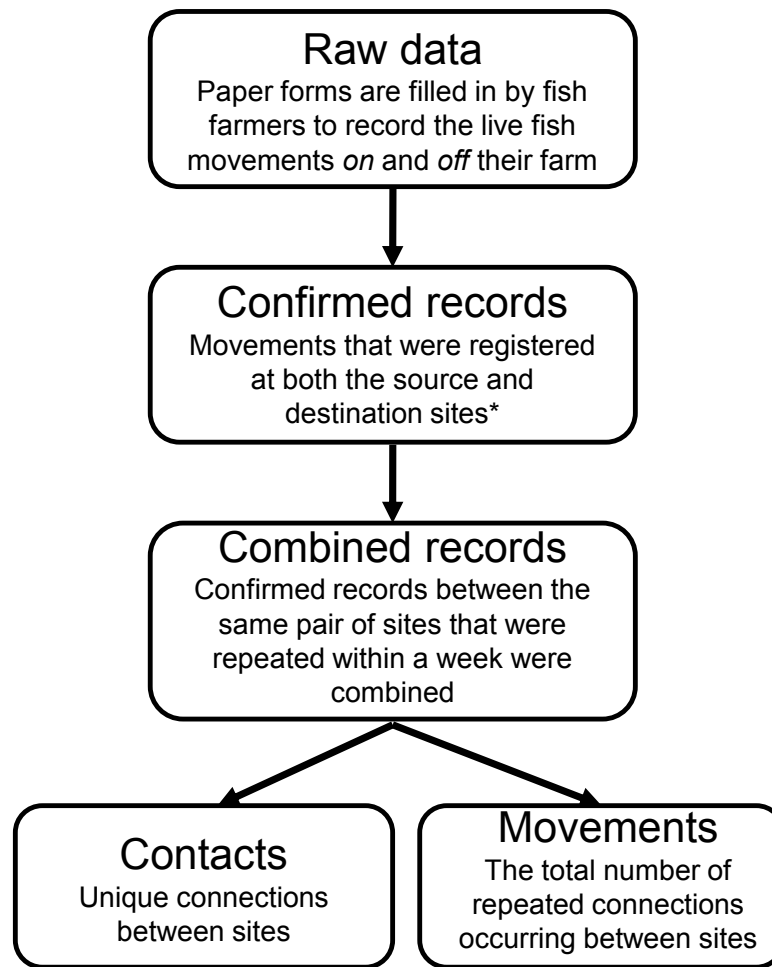 Raw data
Paper forms are filled in by fish
farmers to record the live fish
movements on and off their farm
Confirmed records
Movements that were registered
at both the source and
destination sites*
Combined records
Confirmed records between the
same pair of sites that were
repeated within a week were
combined
Contacts
Unique connections
between sites
Movements
The total number of
repeated connections
occurring between sites